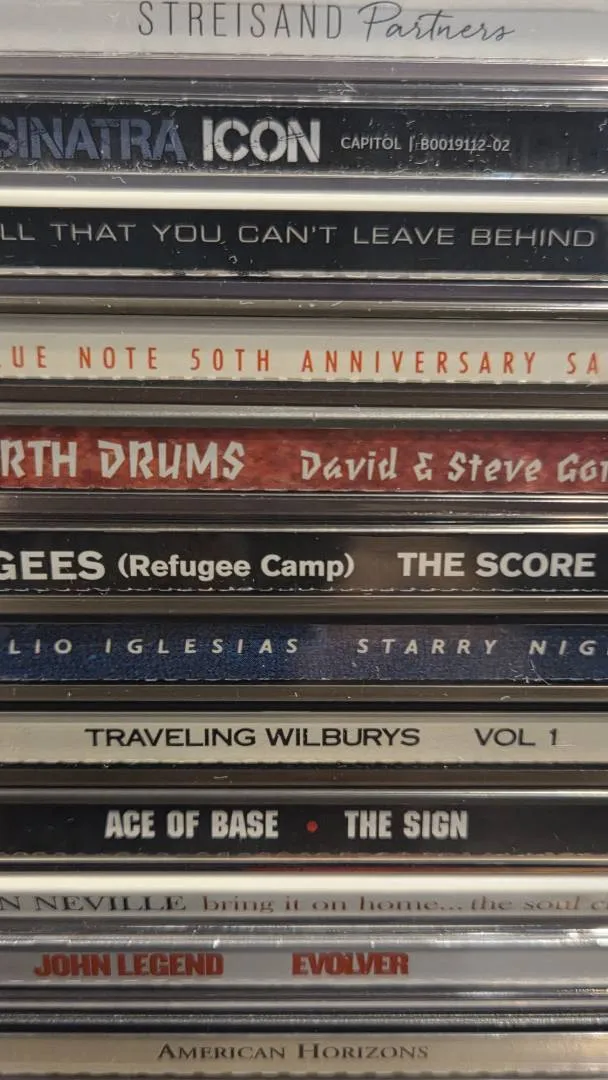 STREISAND Partners
SINATRA ICON CAPITOL | B0019112-02
LL THAT YOU CAN'T LEAVE BEHIND
UE NOTE 50TH ANNIVERSARY SA
RTH DRUMS David & Steve Gor
GEES (Refugee Camp) THE SCORE
LIO IGLESIAS STARRY NIG
TRAVELING WILBURYS VOL 1
ACE OF BASE • THE SIGN
N NEVILLE bring it on home... the soul c
JOHN LEGEND EVOLVER
AMERICAN HORIZONS